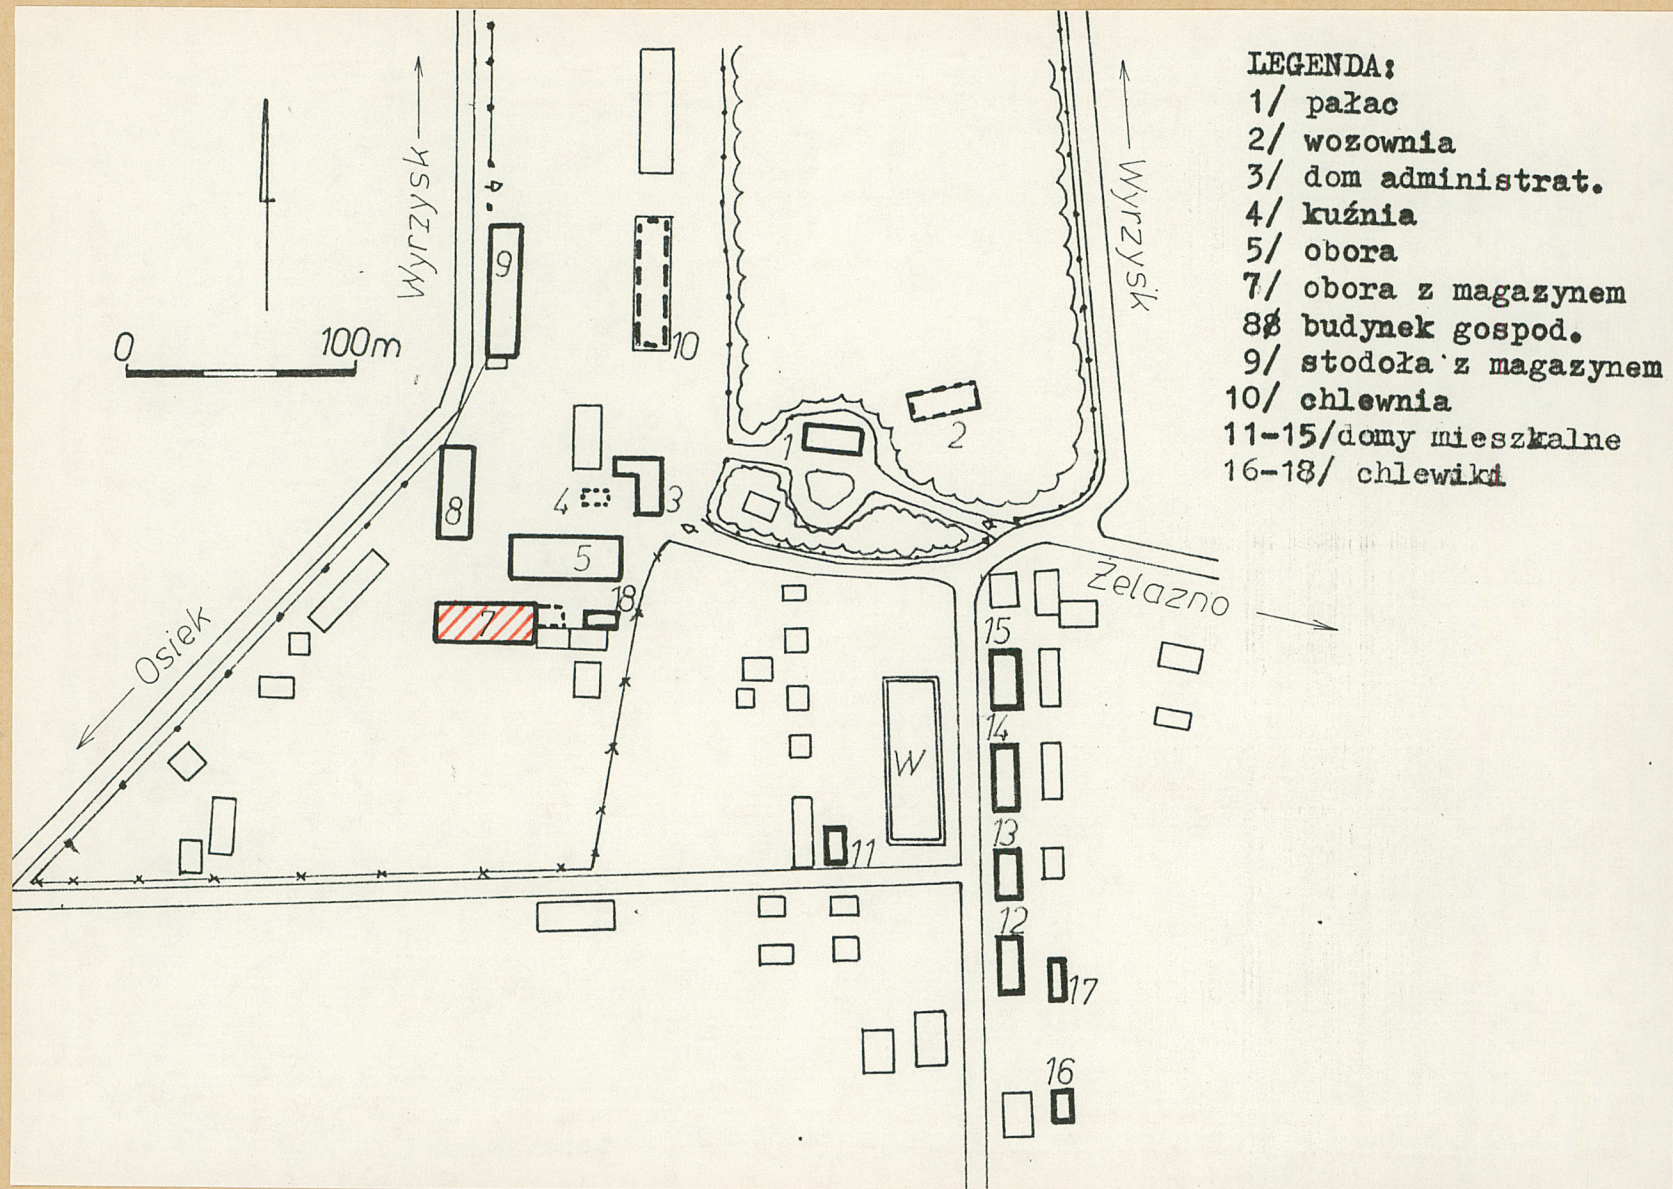 LEGENDA:
1/ pałac
2/ wozownia
3/ dom administrat.
4/ kuźnia
5/ obora
7/ obora z magazynem
88 budynek gospod.
9/ stodoła z magazynem
10/ chlewnia
11-15/domy mieszkalne
16-18/ chlewiki
Wyrzysk
Wyrzysk
0 100m
9
10
1
2
8
4
3
5
18
7
Osiek
Żelazno
15
14
W
13
11
12
17
16